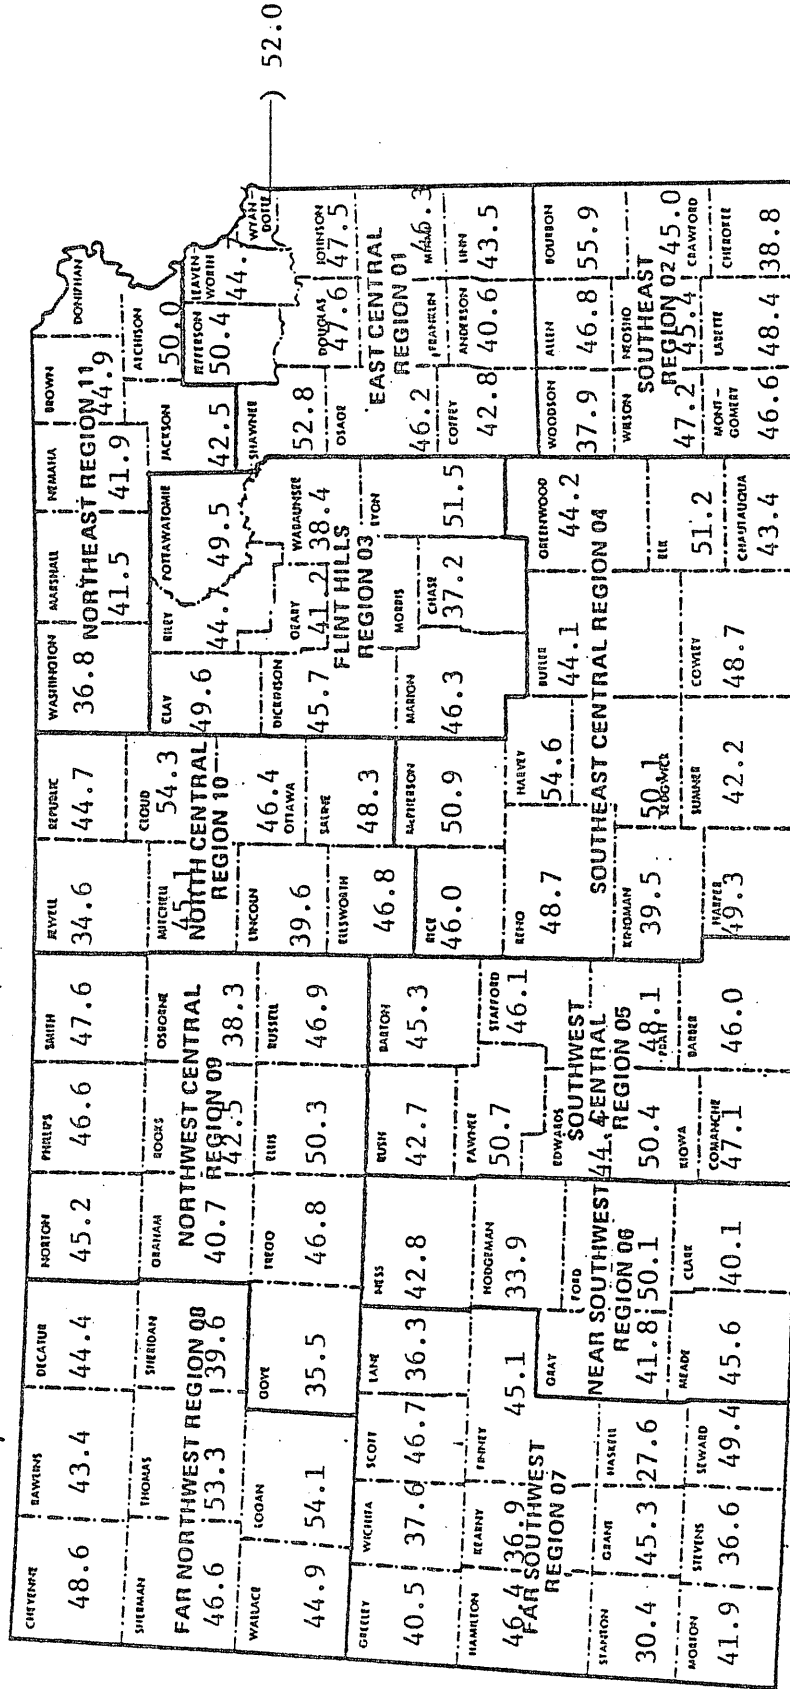 52.0
CHEYENNE
48.6
RAWLINS
43.4
DECATUR
44.4
NORTON
45.2
PHILLIPS
46.6
SMITH
47.6
JEWELL
34.6
REPUBLIC
44.7
WASHINGTON
36.8
MARSHALL
41.5
NEMAHA
41.9
BROWN
44.9
DONIPHAN
NORTHEAST REGION 11
SHERMAN
46.6
THOMAS
53.3
SHERIDAN
39.6
FAR NORTHWEST REGION 08
GRAHAM
40.7
ROOKS
42.5
OSBORNE
38.3
NORTHWEST CENTRAL
REGION 09
MITCHELL
45.1
CLOUD
54.3
NORTH CENTRAL
REGION 10
CLAY
49.6
RILEY
44.7
POTTAWATOMIE
49.5
JACKSON
42.5
ATCHISON
50.0
JEFFERSON
50.4
LEAVEN-
WORTH
44.7
WYAN-
DOTTE
WALLACE
44.9
LOGAN
54.1
GOVE
35.5
TREGO
46.8
ELLIS
50.3
RUSSELL
46.9
LINCOLN
39.6
46.4
OTTAWA
SALINE
48.3
ELLSWORTH
46.8
DICKINSON
45.7
GEARY
41.2
WABAUNSEE
38.4
FLINT HILLS
REGION 03
SHAWNEE
52.8
OSAGE
46.2
DOUGLAS
47.6
JOHNSON
47.5
EAST CENTRAL
REGION 01
FRANKLIN
MIAMI
46.3
GREELEY
40.5
WICHITA
37.6
SCOTT
46.7
LANE
36.3
NESS
42.8
RUSH
42.7
BARTON
45.3
RICE
46.0
McPHERSON
50.9
MARION
46.3
MORRIS
CHASE
37.2
LYON
51.5
COFFEY
42.8
ANDERSON
40.6
LINN
43.5
HAMILTON
46.4
KEARNY
36.9
FINNEY
45.1
FAR SOUTHWEST
REGION 07
HODGEMAN
33.9
PAWNEE
50.7
STAFFORD
46.1
EDWARDS
44.4
SOUTHWEST
CENTRAL
REGION 05
RENO
48.7
HARVEY
54.6
BUTLER
44.1
GREENWOOD
44.2
WOODSON
37.9
ALLEN
46.8
BOURBON
55.9
STANTON
30.4
GRANT
45.3
HASKELL
27.6
GRAY
41.8
FORD
50.1
NEAR SOUTHWEST
REGION 06
50.4
KIOWA
48.1
PRATT
KINGMAN
39.5
50.1
SEDGWICK
SOUTHEAST CENTRAL REGION 04
ELK
51.2
WILSON
47.2
NEOSHO
45.4
45.0
CRAWFORD
SOUTHEAST
REGION 02
MORTON
41.9
STEVENS
36.6
SEWARD
49.4
MEADE
45.6
CLARK
40.1
COMANCHE
47.1
BARBER
46.0
HARPER
49.3
SUMNER
42.2
COWLEY
48.7
CHAUTAUQUA
43.4
MONT-
GOMERY
46.6
LABETTE
48.4
CHEROKEE
38.8